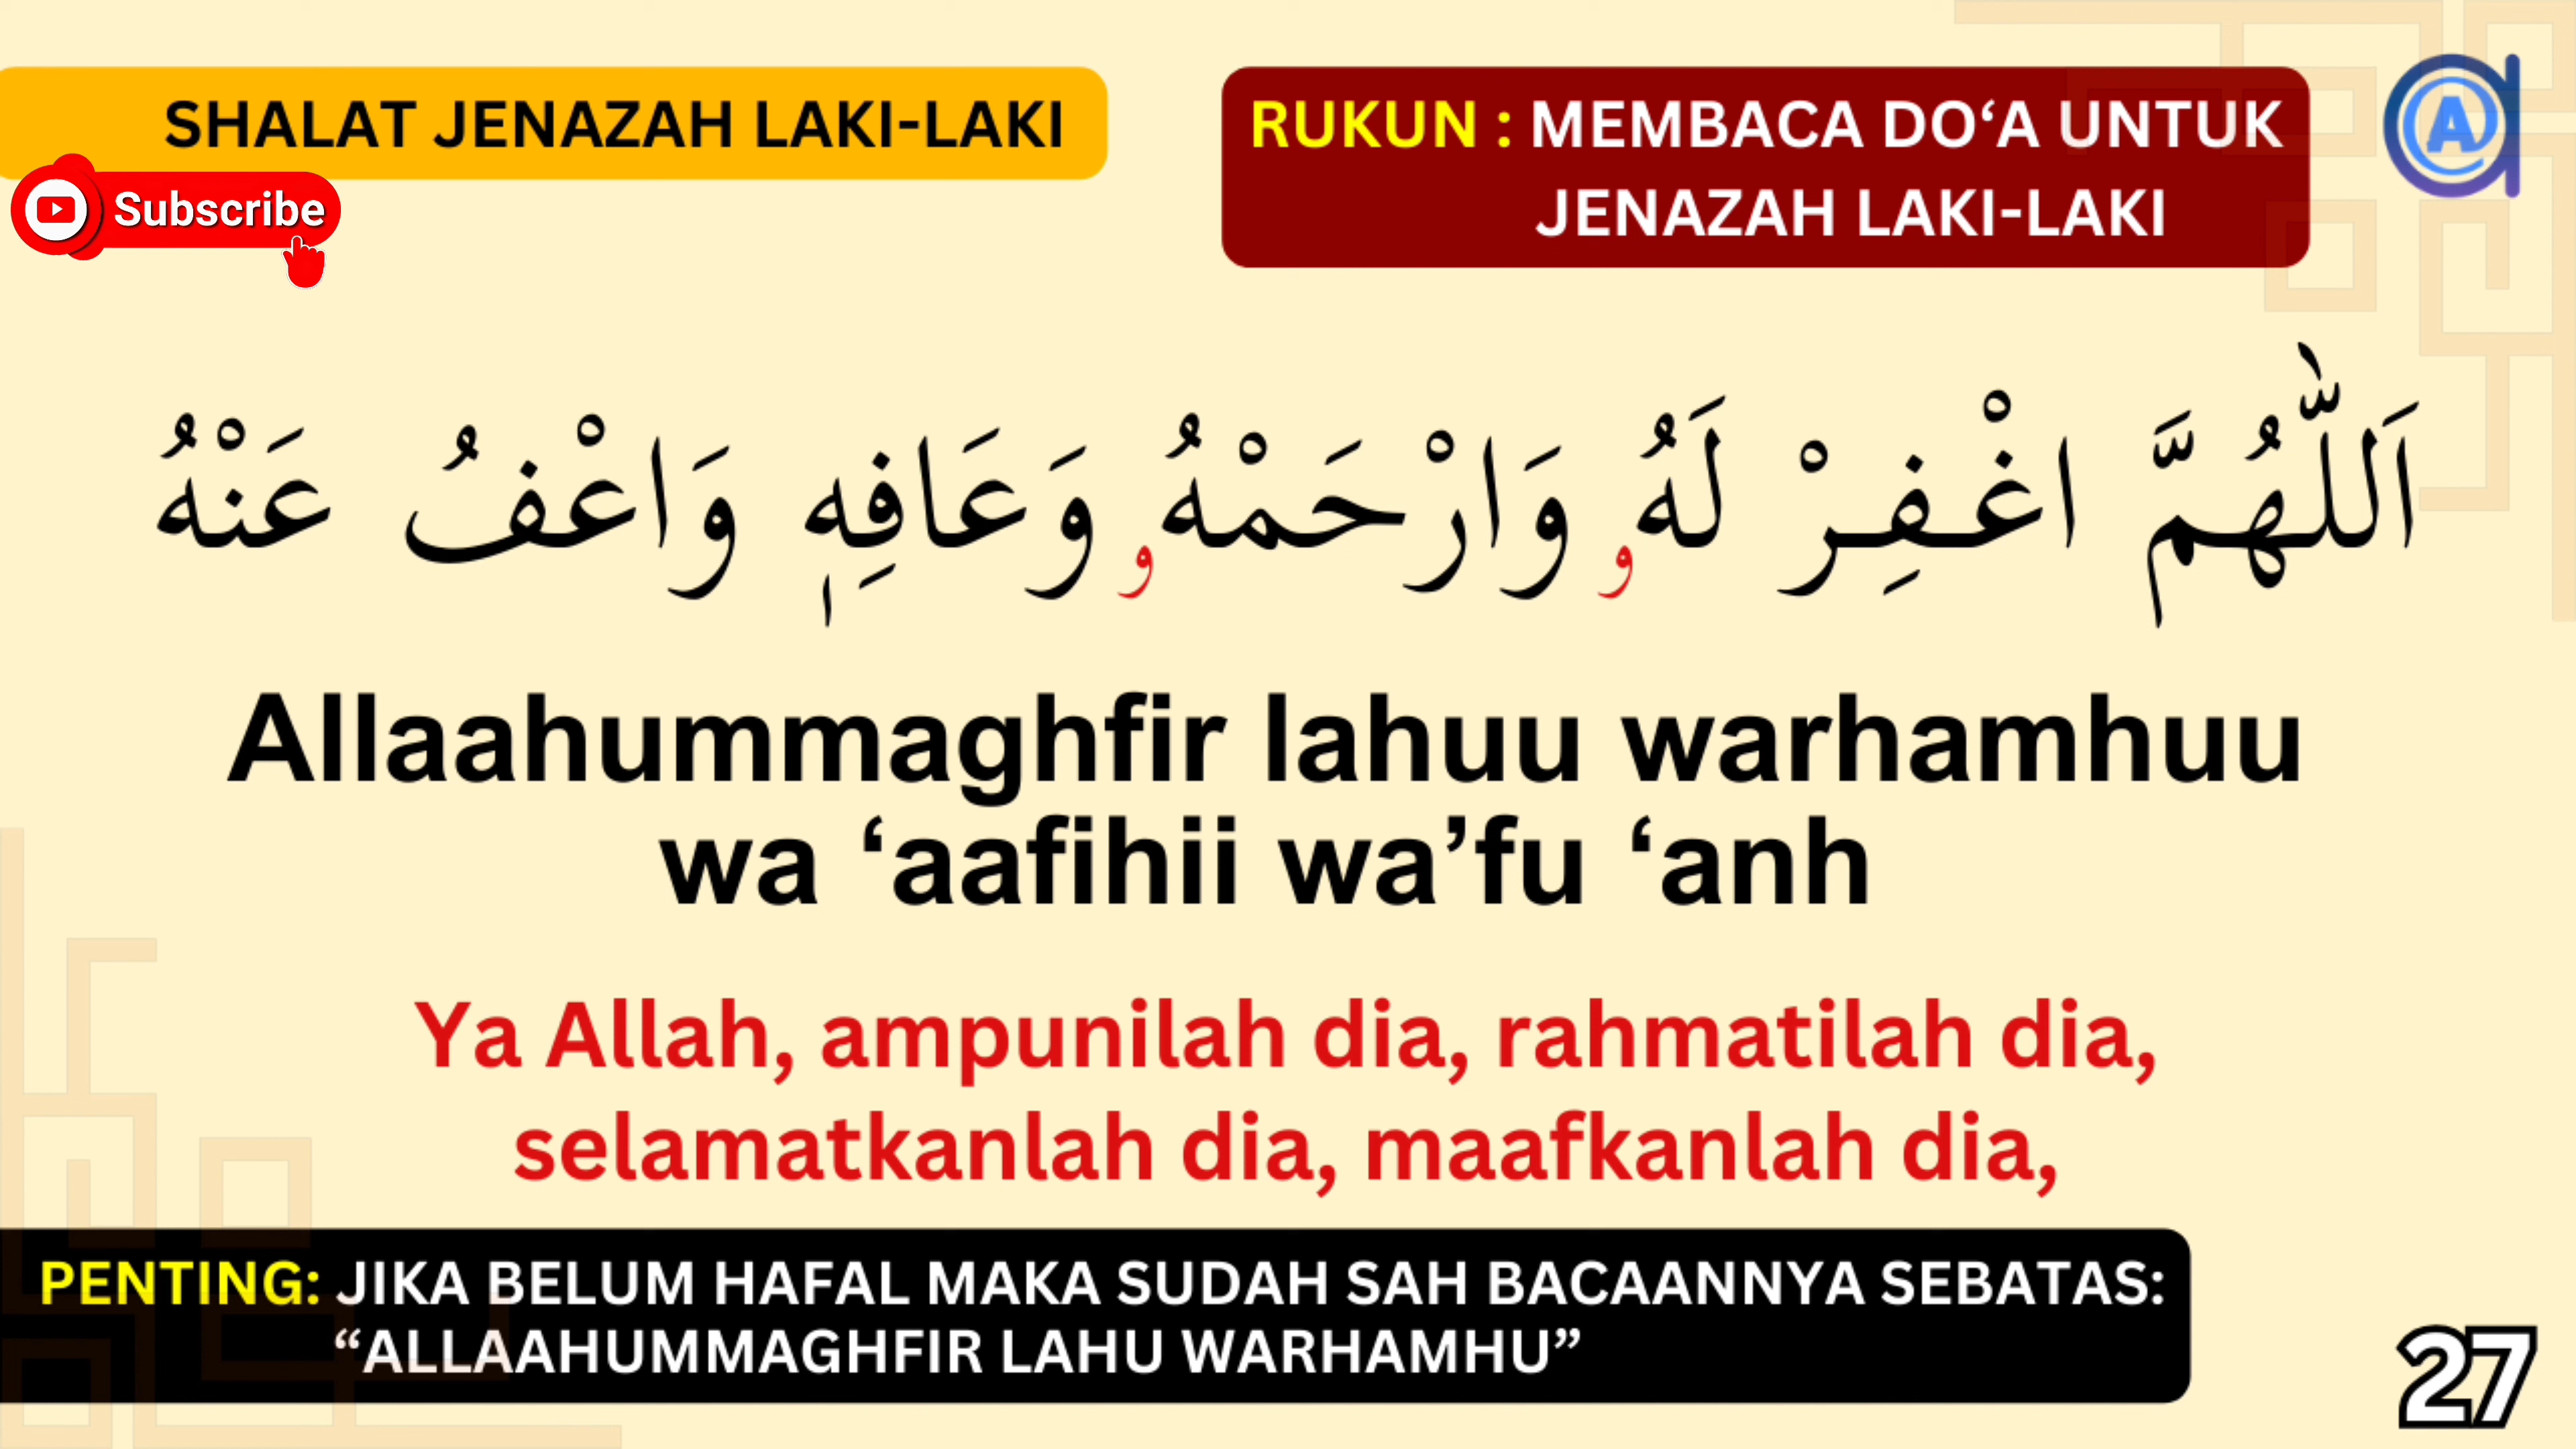 SHALAT JENAZAH LAKI-LAKI
Subscribe
RUKUN : MEMBACA DO‘A UNTUK
JENAZAH LAKI-LAKI
اَللّٰهُمَّ اغْفِرْ لَهُ و وَارْحَمْهُ و وَعَافِهٖ وَاعْفُ عَنْهُ
Allaahummaghfir lahuu warhamhuu
wa ‘aafihii wa’fu ‘anh
Ya Allah, ampunilah dia, rahmatilah dia,
selamatkanlah dia, maafkanlah dia,
PENTING: JIKA BELUM HAFAL MAKA SUDAH SAH BACAANNYA SEBATAS:
“ALLAAHUMMAGHFIR LAHU WARHAMHU”
27